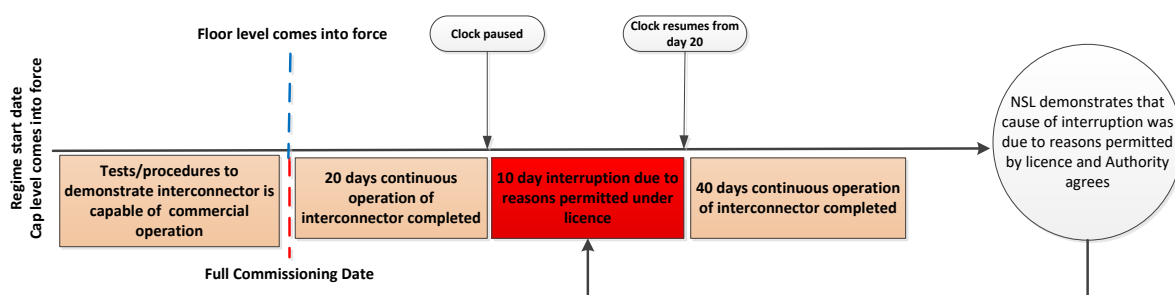 Floor level comes into force
Clock paused
Clock resumes from
day 20
Regime start date
Cap level comes into force
NSL demonstrates that
cause of interruption was
due to reasons permitted
by licence and Authority
agrees
Tests/procedures to
demonstrate interconnector is
capable of commercial
operation
20 days continuous
operation of
interconnector completed
10 day interruption due to
reasons permitted under
licence
40 days continuous operation
of interconnector completed
Full Commissioning Date